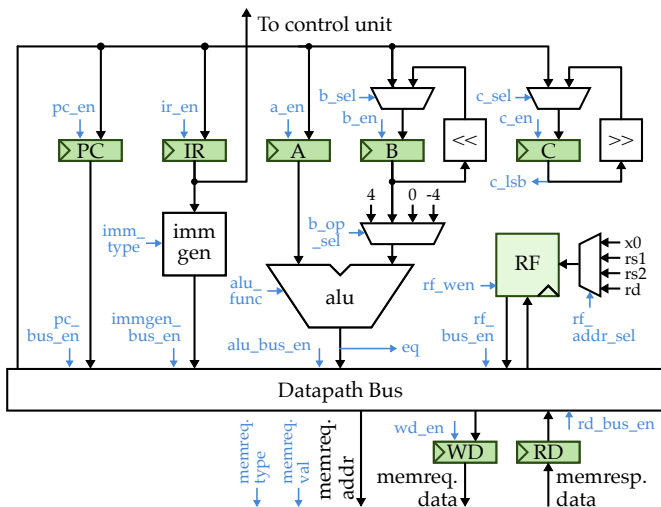 To control unit
pc_en
ir_en
a_en
b_sel
b_en
c_sel
c_en
PC
IR
A
B
<<
C
>>
c_lsb
4
0
-4
imm_
type
imm
gen
b_op
_sel
alu_
func
alu
rf_wen
RF
x0
rs1
rs2
rd
rf_
addr_sel
pc_
bus_en
immgen_
bus_en
alu_bus_en
eq
rf_
bus_en
Datapath Bus
memreq.
type
memreq.
val
memreq.
addr
wd_en
rd_bus_en
WD
RD
memreq.
data
memresp.
data